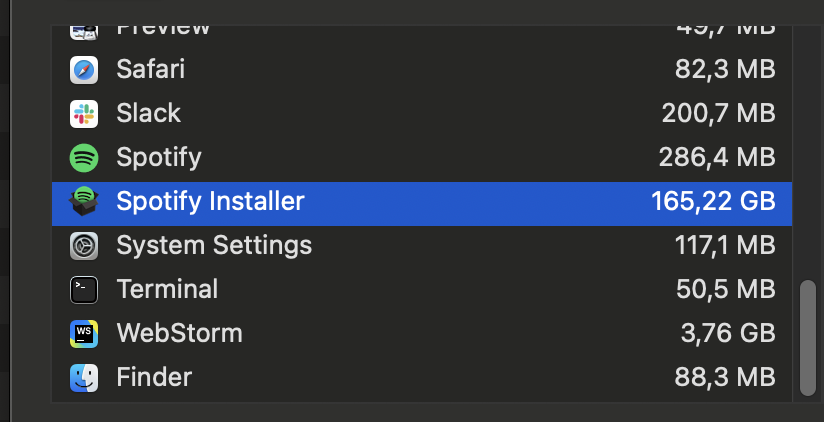 Preview 49,7 MB
Safari 82,3 MB
Slack 200,7 MB
Spotify 286,4 MB
Spotify Installer 165,22 GB
System Settings 117,1 MB
Terminal 50,5 MB
WS WebStorm 3,76 GB
Finder 88,3 MB